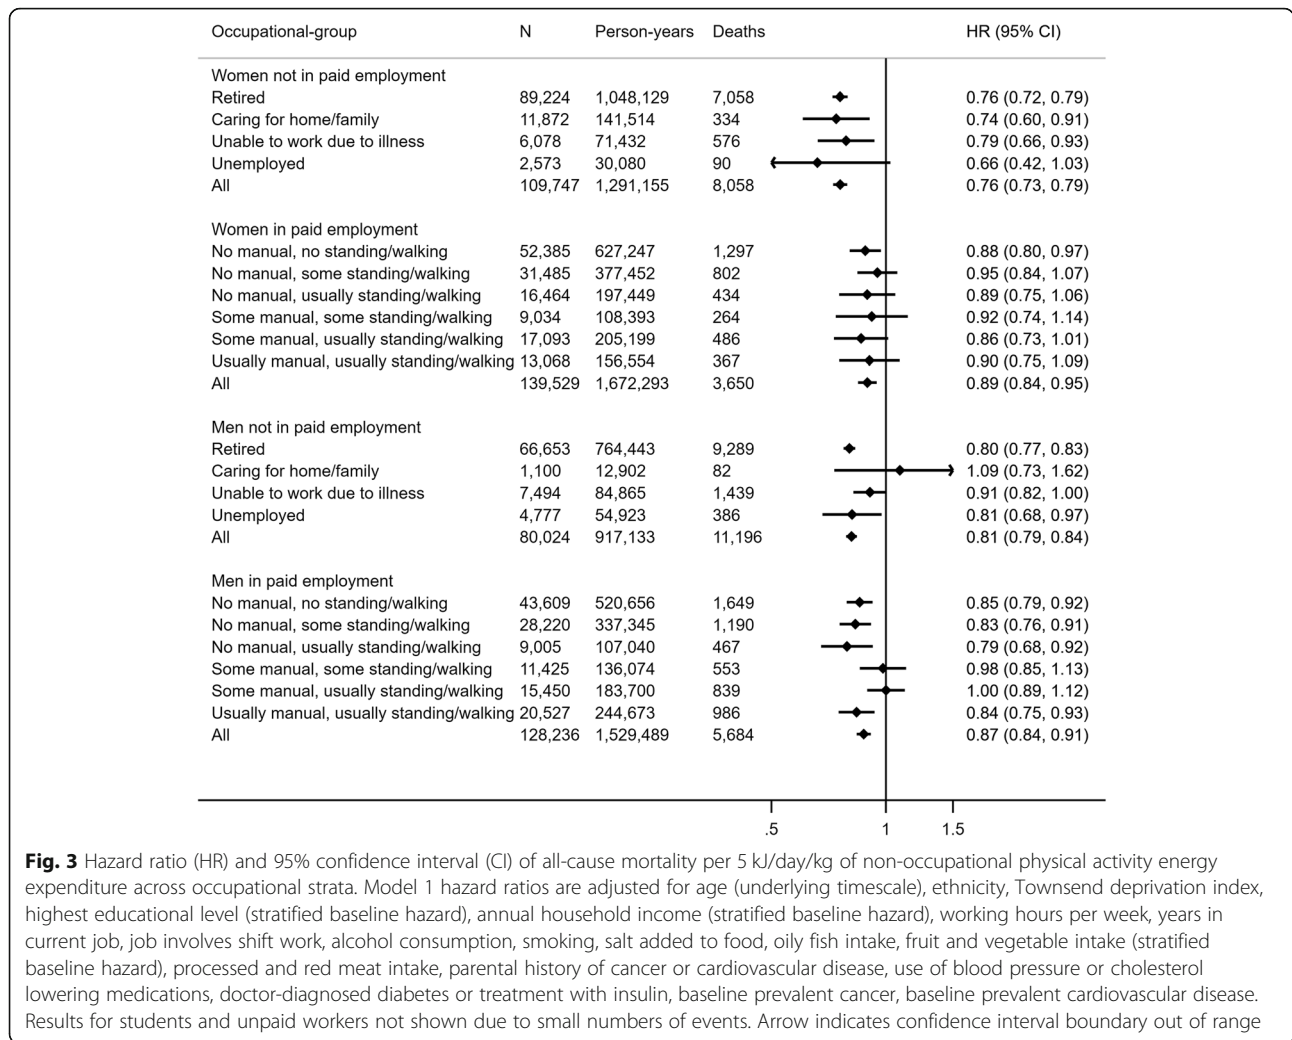 Occupational-group N Person-years Deaths HR (95% CI)
Women not in paid employment
Retired 89,224 1,048,129 7,058 0.76 (0.72, 0.79)
Caring for home/family 11,872 141,514 334 0.74 (0.60, 0.91)
Unable to work due to illness 6,078 71,432 576 0.79 (0.66, 0.93)
Unemployed 2,573 30,080 90 0.66 (0.42, 1.03)
All 109,747 1,291,155 8,058 0.76 (0.73, 0.79)
Women in paid employment
No manual, no standing/walking 52,385 627,247 1,297 0.88 (0.80, 0.97)
No manual, some standing/walking 31,485 377,452 802 0.95 (0.84, 1.07)
No manual, usually standing/walking 16,464 197,449 434 0.89 (0.75, 1.06)
Some manual, some standing/walking 9,034 108,393 264 0.92 (0.74, 1.14)
Some manual, usually standing/walking 17,093 205,199 486 0.86 (0.73, 1.01)
Usually manual, usually standing/walking 13,068 156,554 367 0.90 (0.75, 1.09)
All 139,529 1,672,293 3,650 0.89 (0.84, 0.95)
Men not in paid employment
Retired 66,653 764,443 9,289 0.80 (0.77, 0.83)
Caring for home/family 1,100 12,902 82 1.09 (0.73, 1.62)
Unable to work due to illness 7,494 84,865 1,439 0.91 (0.82, 1.00)
Unemployed 4,777 54,923 386 0.81 (0.68, 0.97)
All 80,024 917,133 11,196 0.81 (0.79, 0.84)
Men in paid employment
No manual, no standing/walking 43,609 520,656 1,649 0.85 (0.79, 0.92)
No manual, some standing/walking 28,220 337,345 1,190 0.83 (0.76, 0.91)
No manual, usually standing/walking 9,005 107,040 467 0.79 (0.68, 0.92)
Some manual, some standing/walking 11,425 136,074 553 0.98 (0.85, 1.13)
Some manual, usually standing/walking 15,450 183,700 839 1.00 (0.89, 1.12)
Usually manual, usually standing/walking 20,527 244,673 986 0.84 (0.75, 0.93)
All 128,236 1,529,489 5,684 0.87 (0.84, 0.91)
.5 1 1.5
Fig. 3 Hazard ratio (HR) and 95% confidence interval (CI) of all-cause mortality per 5 kJ/day/kg of non-occupational physical activity energy
expenditure across occupational strata. Model 1 hazard ratios are adjusted for age (underlying timescale), ethnicity, Townsend deprivation index,
highest educational level (stratified baseline hazard), annual household income (stratified baseline hazard), working hours per week, years in
current job, job involves shift work, alcohol consumption, smoking, salt added to food, oily fish intake, fruit and vegetable intake (stratified
baseline hazard), processed and red meat intake, parental history of cancer or cardiovascular disease, use of blood pressure or cholesterol
lowering medications, doctor-diagnosed diabetes or treatment with insulin, baseline prevalent cancer, baseline prevalent cardiovascular disease.
Results for students and unpaid workers not shown due to small numbers of events. Arrow indicates confidence interval boundary out of range